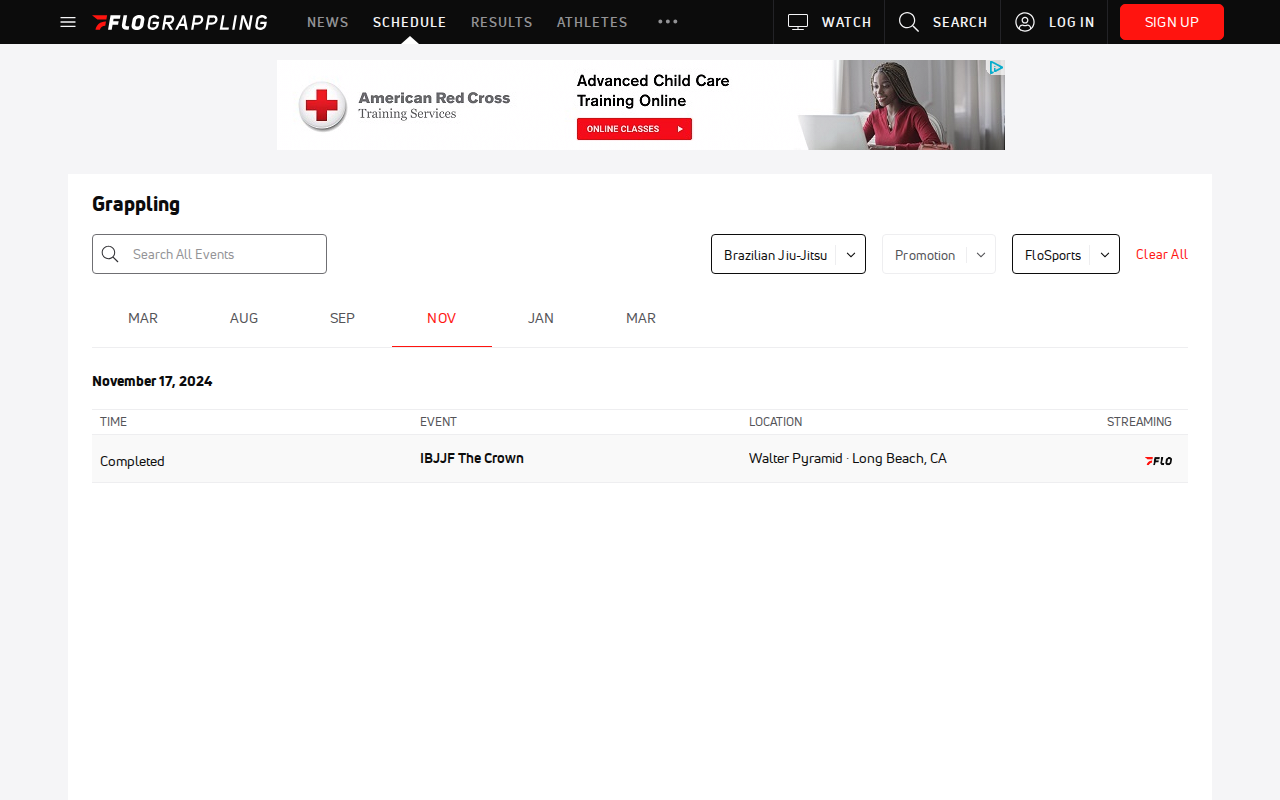 FLOGRAPPLING
NEWS
SCHEDULE
RESULTS
ATHLETES
WATCH
SEARCH
LOG IN
SIGN UP
American Red Cross
Training Services
Advanced Child Care
Training Online
ONLINE CLASSES
Grappling
Search All Events
Brazilian Jiu-Jitsu
Promotion
FloSports
Clear All
MAR
AUG
SEP
NOV
JAN
MAR
November 17, 2024
TIME
EVENT
LOCATION
STREAMING
Completed
IBJJF The Crown
Walter Pyramid · Long Beach, CA
FLO